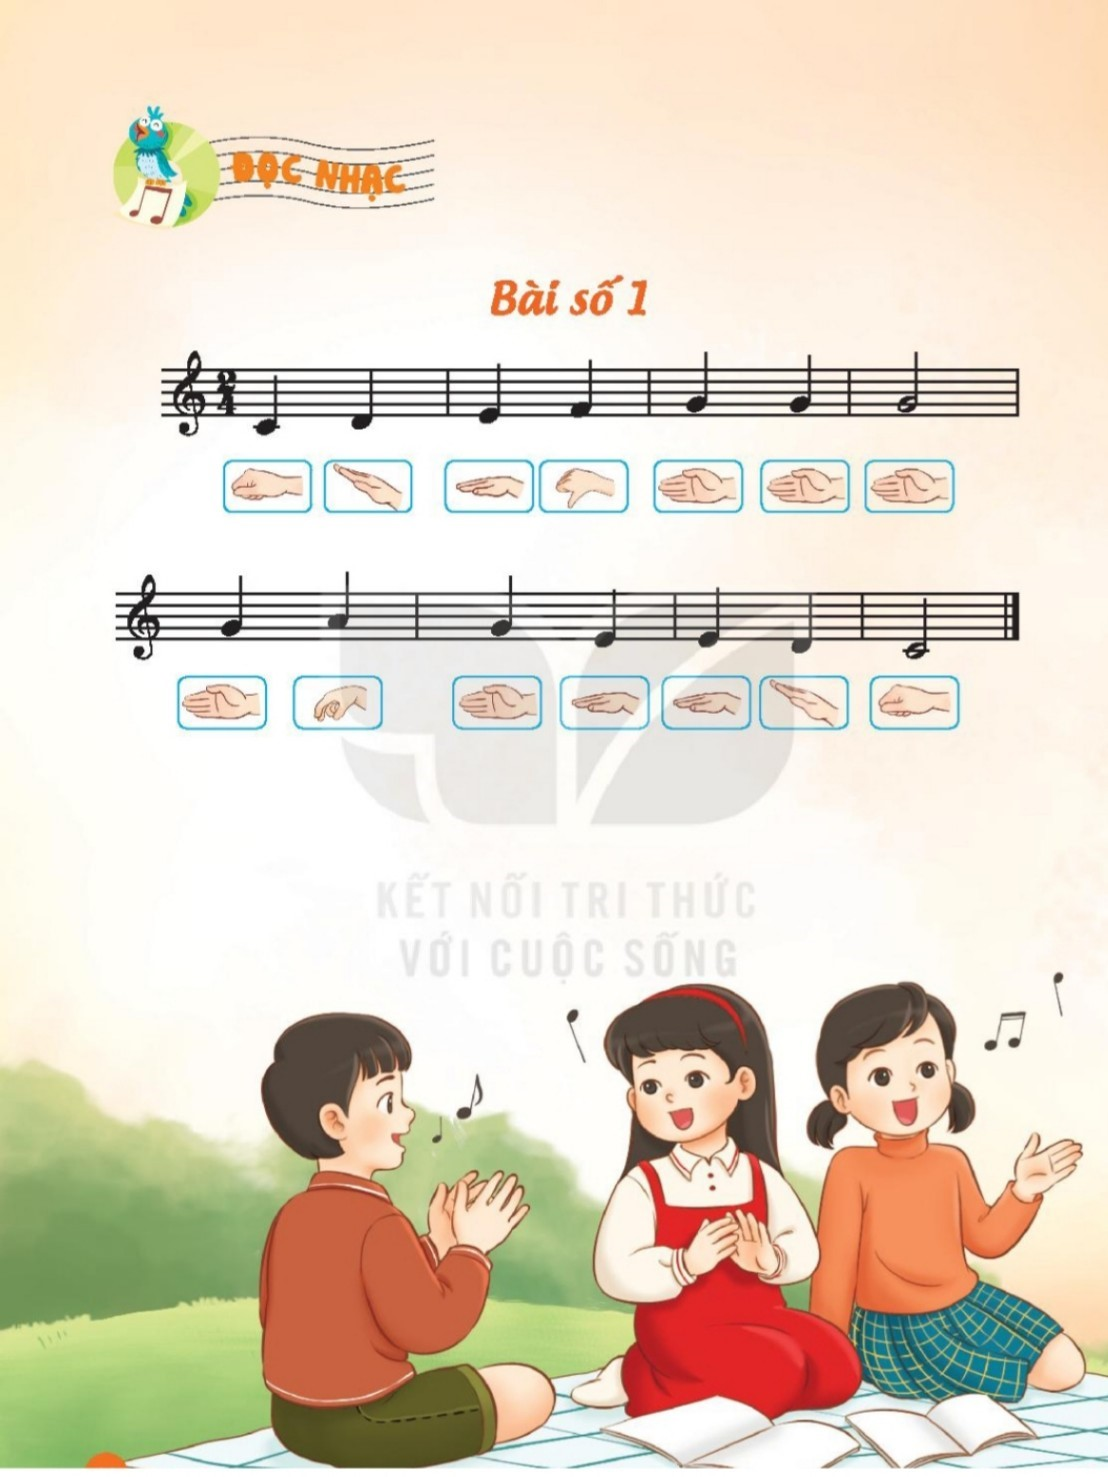 ĐỌC NHẠC
Bài số 1
2
4
KẾT NỐI TRI THỨC
VỚI CUỘC SỐNG